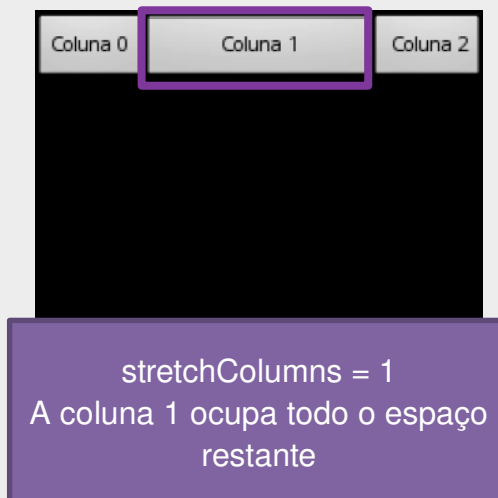 Coluna 0 Coluna 1 Coluna 2
stretchColumns = 1
A coluna 1 ocupa todo o espaço
restante